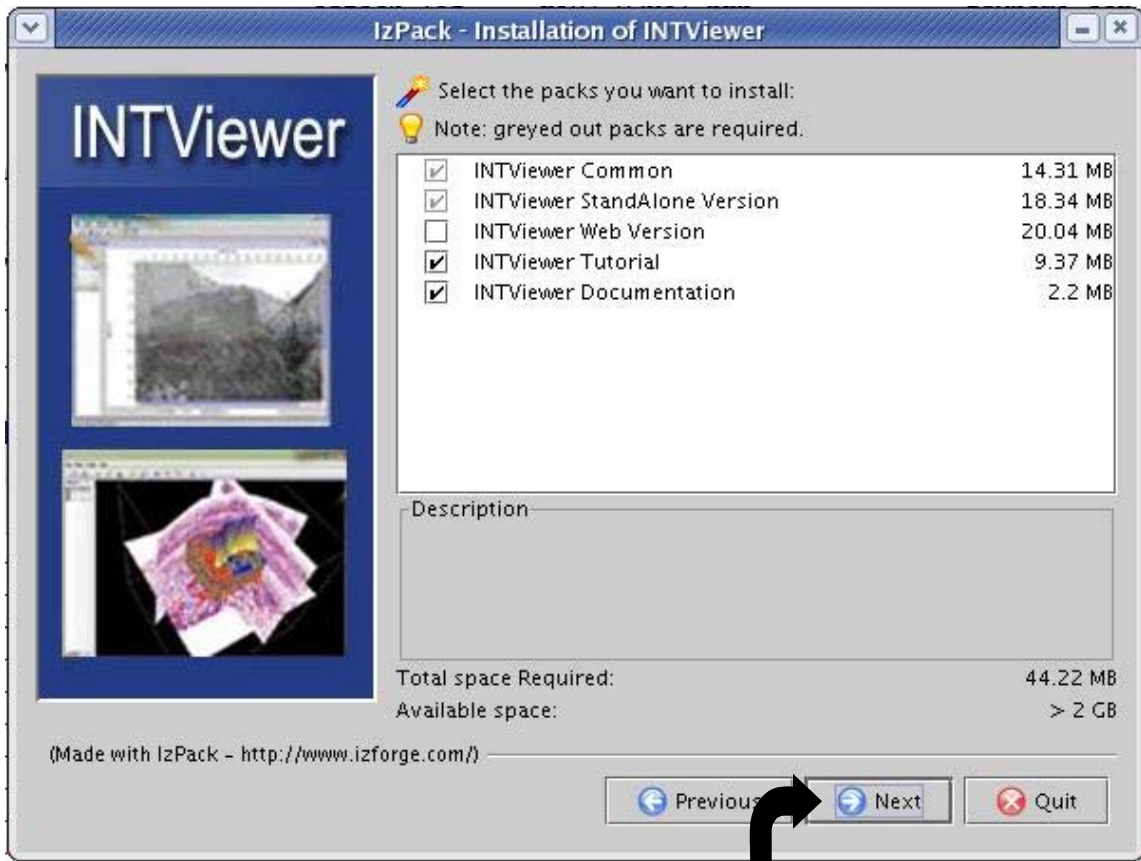 IzPack - Installation of INTViewer
INTViewer
Select the packs you want to install:
Note: greyed out packs are required.
INTViewer Common 14.31 MB
INTViewer StandAlone Version 18.34 MB
INTViewer Web Version 20.04 MB
INTViewer Tutorial 9.37 MB
INTViewer Documentation 2.2 MB
Description
Total space Required: 44.22 MB
Available space: > 2 GB
(Made with IzPack - http://www.izforge.com/)
Previous Next Quit